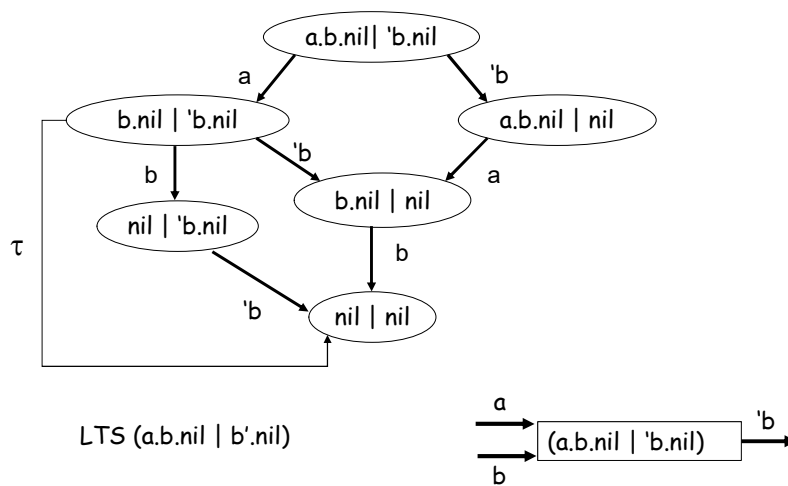 a.b.nil| 'b.nil
a
'b
b.nil | 'b.nil
a.b.nil | nil
b
'b
a
b.nil | nil
nil | 'b.nil
τ
b
'b
nil | nil
a
'b
LTS (a.b.nil | b'.nil)
(a.b.nil | 'b.nil)
b